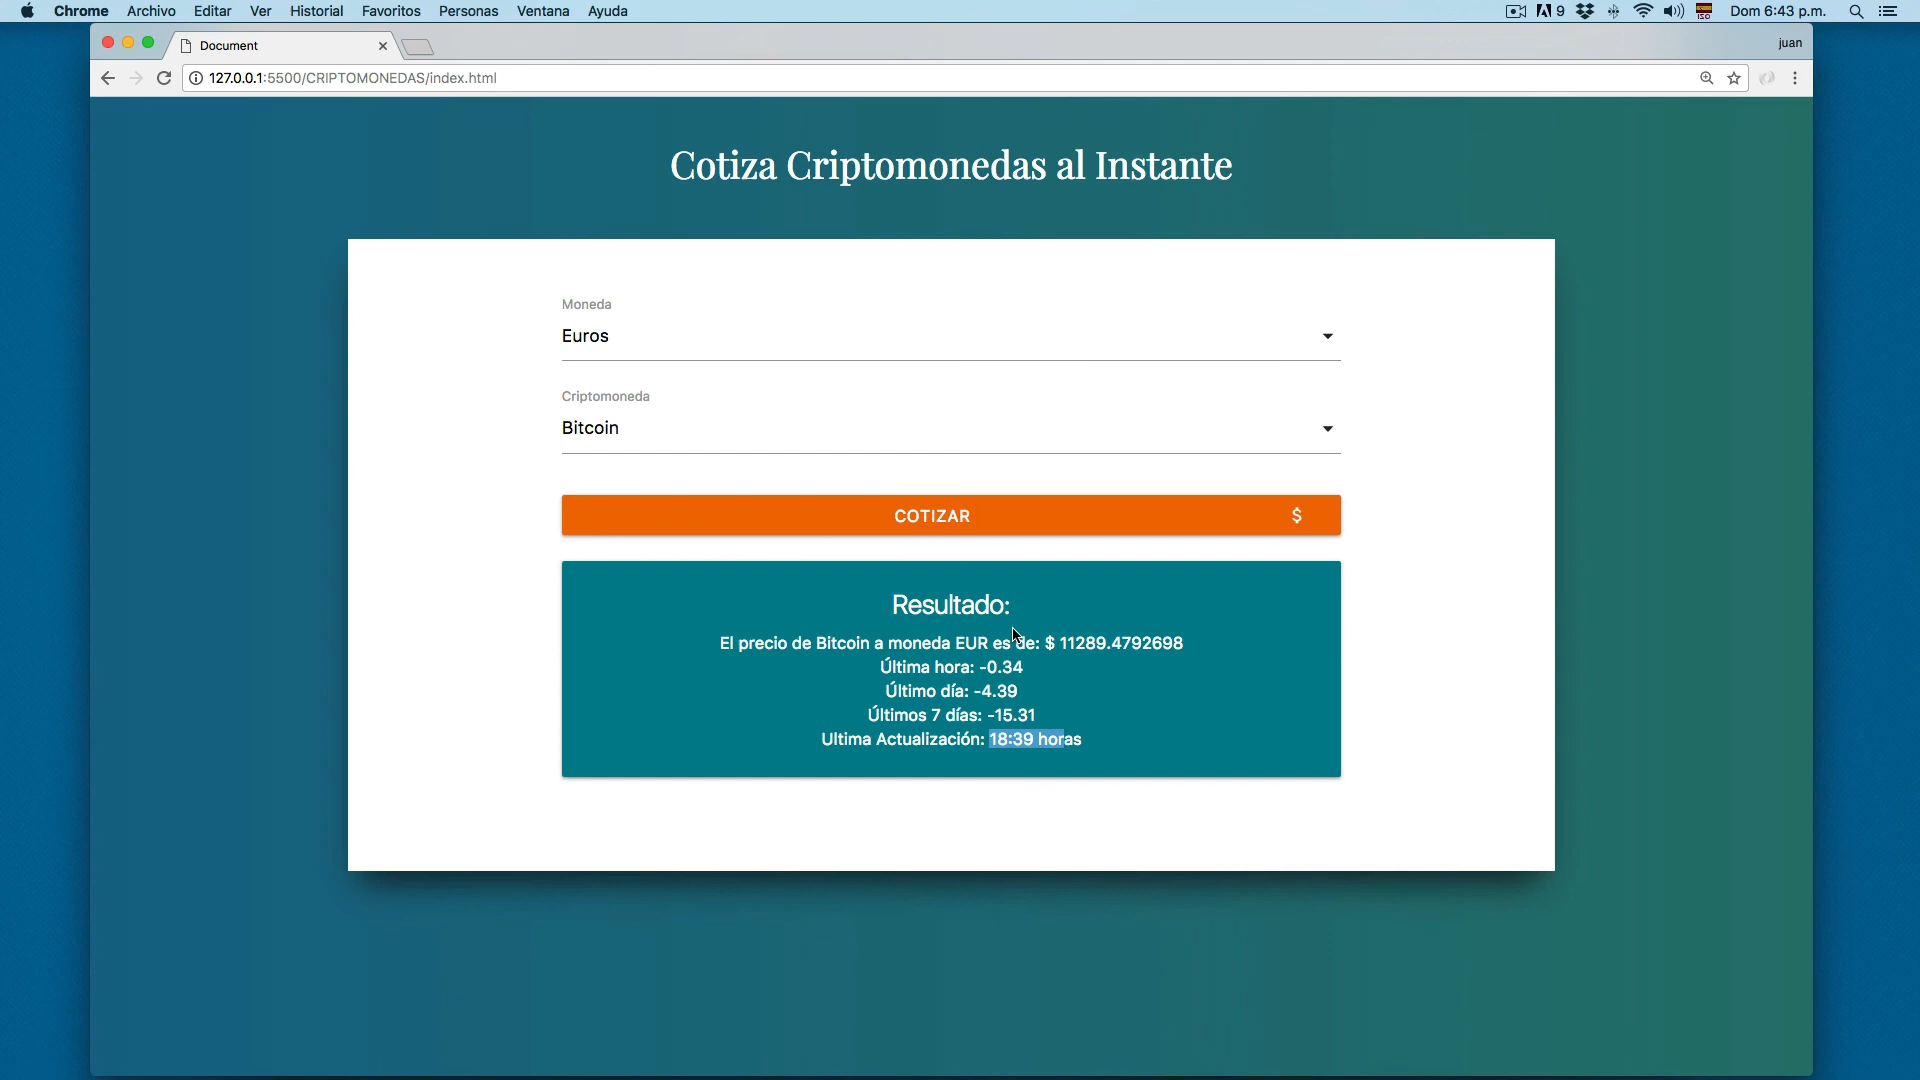 Chrome Archivo Editar Ver Historial Favoritos Personas Ventana Ayuda 9 ISO Dom 6:43 p.m.
Document juan
127.0.0.1:5500/CRIPTOMONEDAS/index.html
Cotiza Criptomonedas al Instante
Moneda
Euros
Criptomoneda
Bitcoin
COTIZAR $
Resultado:
El precio de Bitcoin a moneda EUR es de: $ 11289.4792698
Última hora: -0.34
Último día: -4.39
Últimos 7 días: -15.31
Ultima Actualización: 18:39 horas